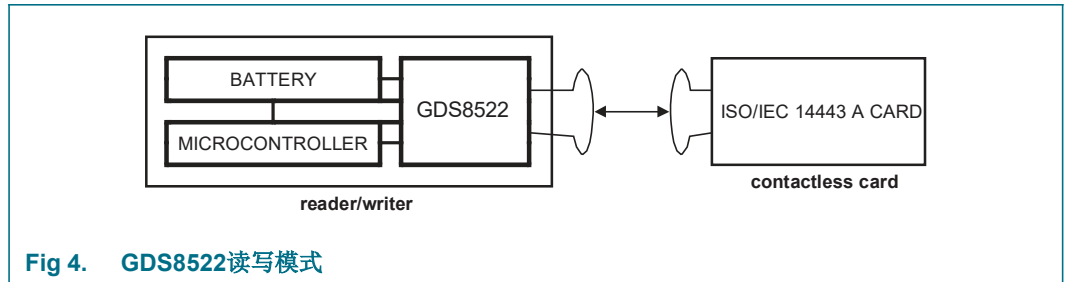 BATTERY
MICROCONTROLLER
GDS8522
ISO/IEC 14443 A CARD
reader/writer
contactless card
Fig 4. GDS8522读写模式